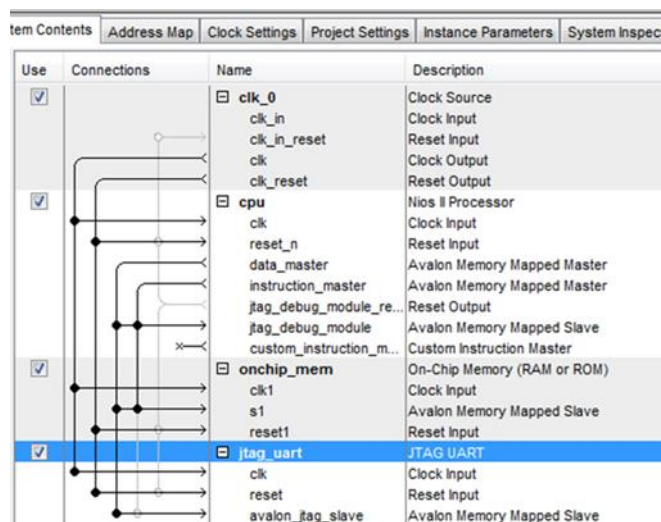 tem Contents Address Map Clock Settings Project Settings Instance Parameters System Inspec
Use Connections Name Description
clk_0 Clock Source
clk_in Clock Input
clk_in_reset Reset Input
clk Clock Output
clk_reset Reset Output
cpu Nios II Processor
clk Clock Input
reset_n Reset Input
data_master Avalon Memory Mapped Master
instruction_master Avalon Memory Mapped Master
jtag_debug_module_re... Reset Output
jtag_debug_module Avalon Memory Mapped Slave
custom_instruction_m... Custom Instruction Master
onchip_mem On-Chip Memory (RAM or ROM)
clk1 Clock Input
s1 Avalon Memory Mapped Slave
reset1 Reset Input
jtag_uart JTAG UART
clk Clock Input
reset Reset Input
avalon_jtag_slave Avalon Memory Mapped Slave